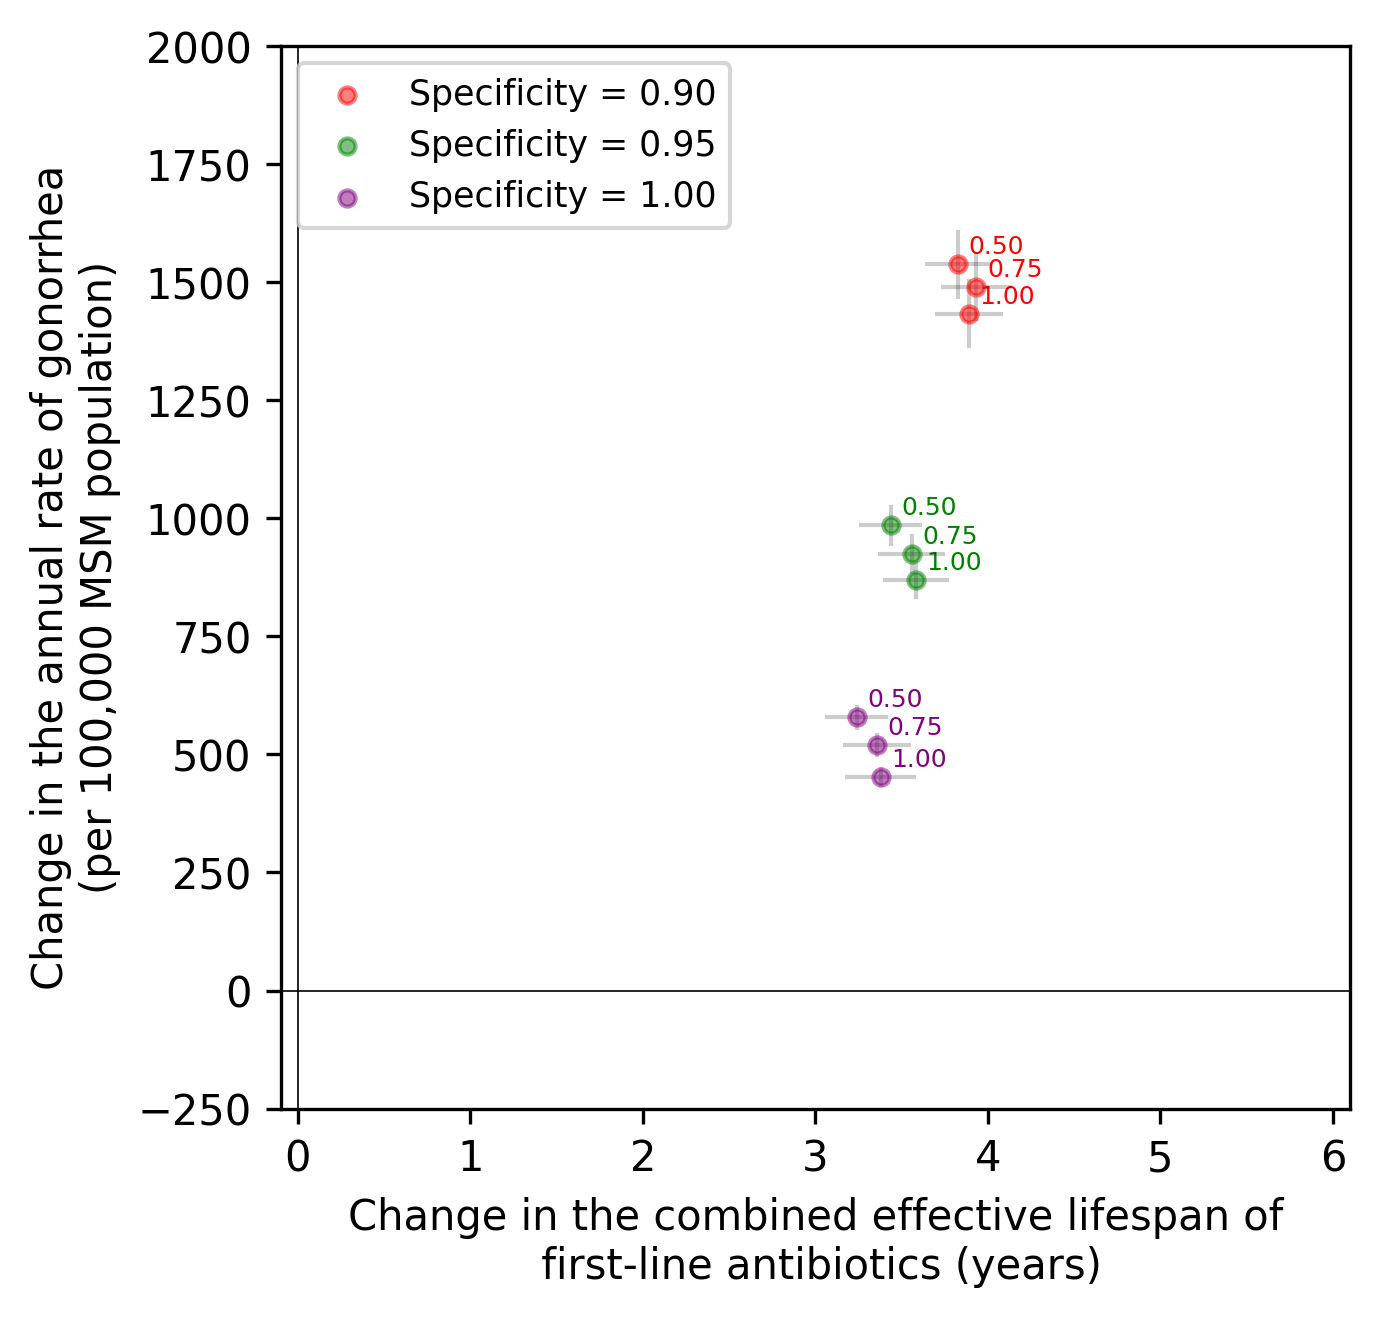 2000
1750
1500
1250
1000
750
500
250
0
−250
Change in the annual rate of gonorrhea
(per 100,000 MSM population)
Specificity = 0.90
Specificity = 0.95
Specificity = 1.00
0.50
0.75
1.00
0.50
0.75
1.00
0.50
0.75
1.00
0 1 2 3 4 5 6
Change in the combined effective lifespan of
first-line antibiotics (years)